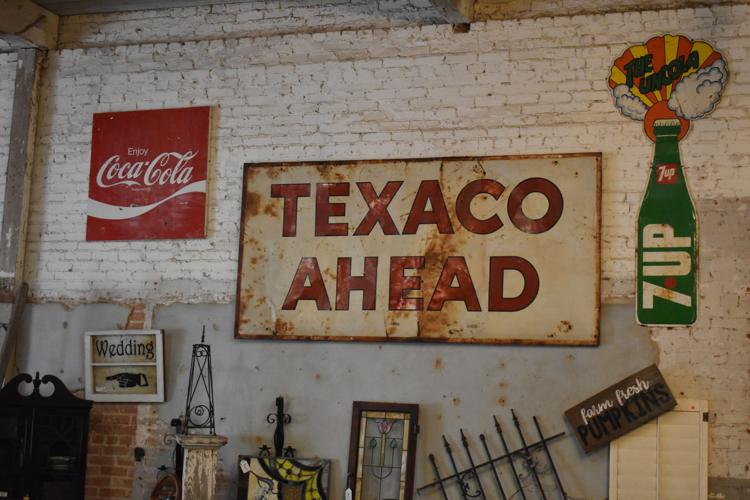 Enjoy
Coca-Cola
TEXACO
AHEAD
THE
UNCOLA
7up
7UP
Wedding
Farm Fresh
PUMPKINS